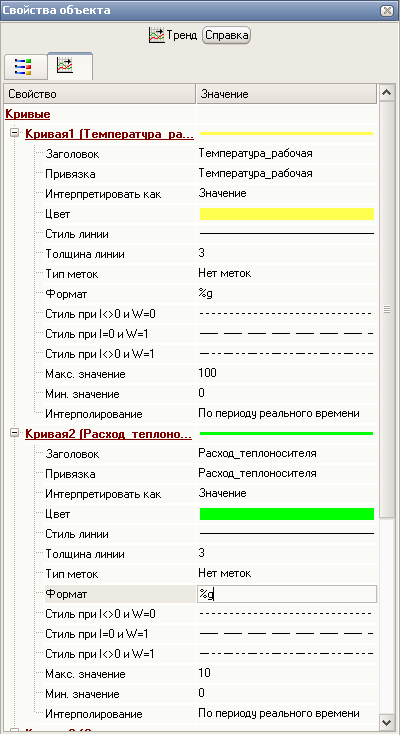 Свойства объекта
Тренд Справка
Свойство Значение
Кривые
Кривая1 (Температура_ра...
Заголовок Температура_рабочая
Привязка Температура_рабочая
Интерпретировать как Значение
Цвет
Стиль линии
Толщина линии 3
Тип меток Нет меток
Формат %g
Стиль при I<>0 и W=0
Стиль при I=0 и W=1
Стиль при I<>0 и W=1
Макс. значение 100
Мин. значение 0
Интерполирование По периоду реального времени
Кривая2 (Расход_теплоно...
Заголовок Расход_теплоносителя
Привязка Расход_теплоносителя
Интерпретировать как Значение
Цвет
Стиль линии
Толщина линии 3
Тип меток Нет меток
Формат %g
Стиль при I<>0 и W=0
Стиль при I=0 и W=1
Стиль при I<>0 и W=1
Макс. значение 10
Мин. значение 0
Интерполирование По периоду реального времени